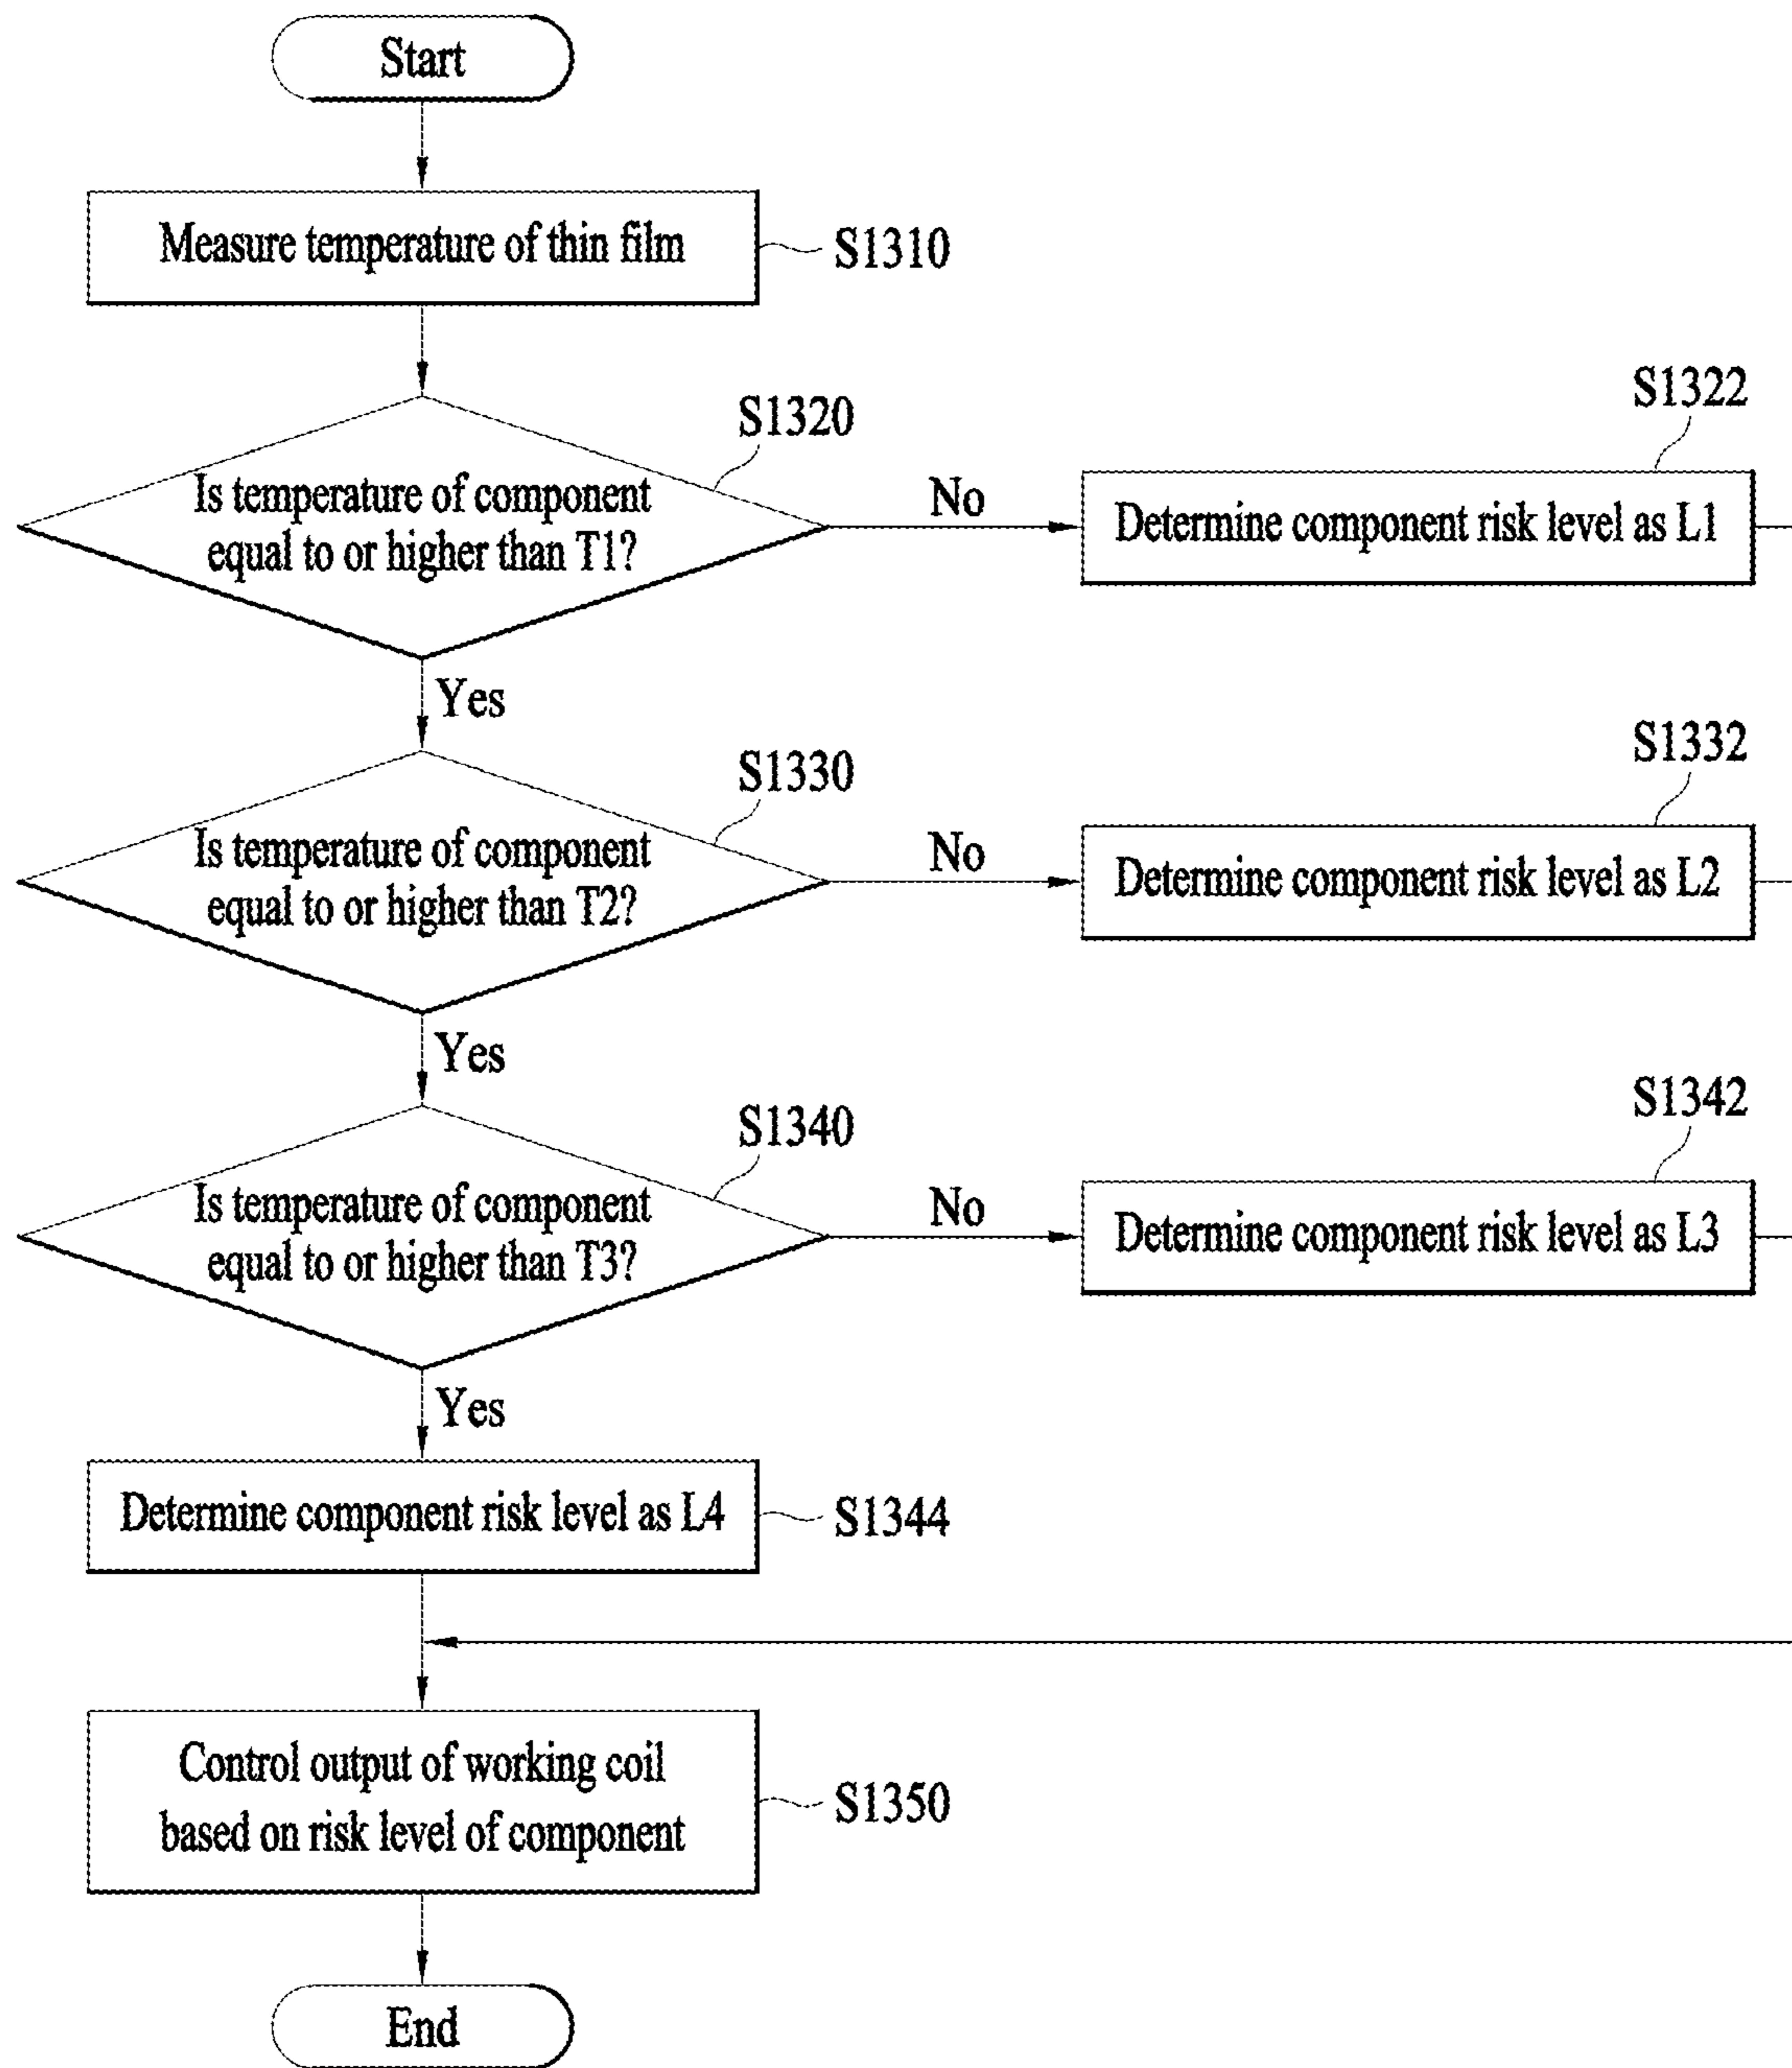 Start
Measure temperature of thin film
S1310
S1320
S1322
Is temperature of component
equal to or higher than T1?
No
Determine component risk level as L1
Yes
S1330
S1332
Is temperature of component
equal to or higher than T2?
No
Determine component risk level as L2
Yes
S1340
S1342
Is temperature of component
equal to or higher than T3?
No
Determine component risk level as L3
Yes
Determine component risk level as L4
S1344
Control output of working coil
based on risk level of component
S1350
End